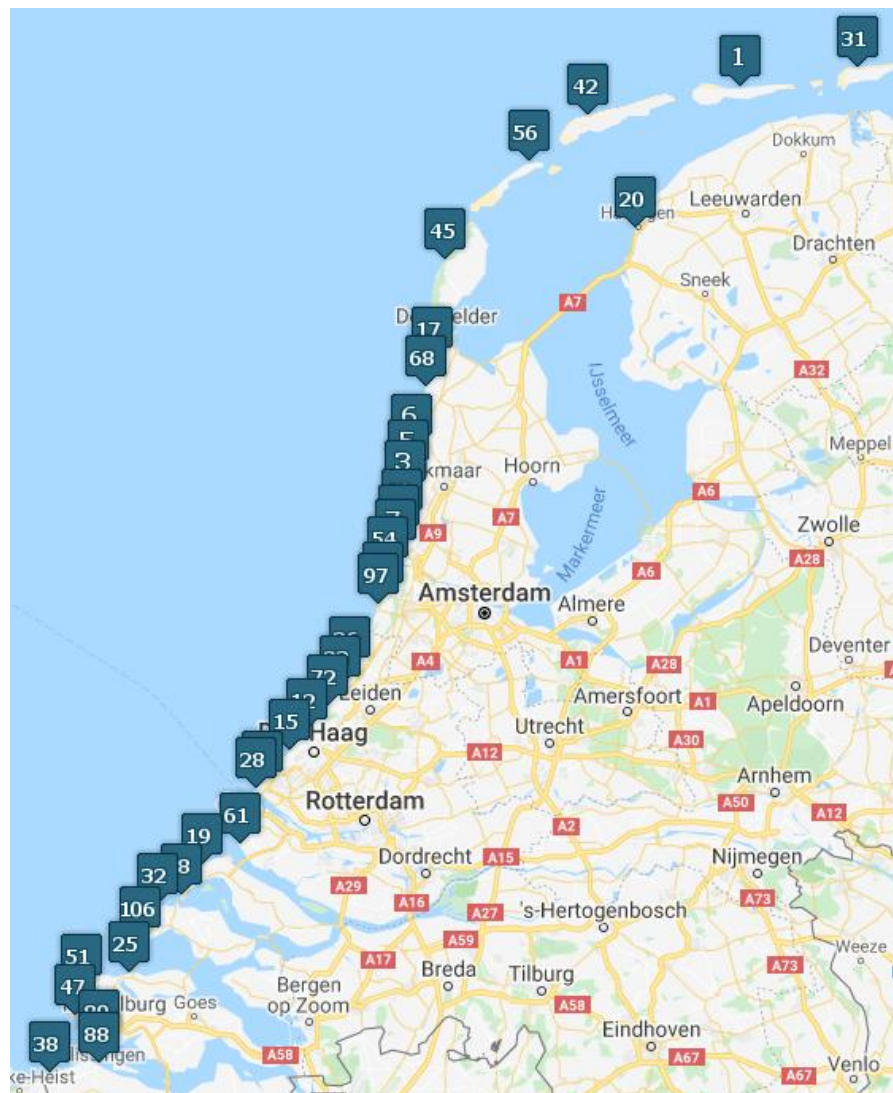 31
1
42
56
Dokkum
20
Leeuwarden
45
Drachten
Sneek
A7
17
68
A32
IJsselmeer
6
5
3
Hoorn
Meppel
A6
Markermeer
A7
7
54
A9
Zwolle
A28
97
A6
Amsterdam
Almere
72
A4
A1
A28
Deventer
12
Leiden
Amersfoort
A1
Apeldoorn
15
Haag
Utrecht
A30
28
A12
Arnhem
61
Rotterdam
A50
A12
19
A2
32
8
Dordrecht
A15
Nijmegen
A29
A16
A73
106
A27
's-Hertogenbosch
25
A59
51
A17
Weeze
A73
47
Breda
Tilburg
Goes
Bergen
op Zoom
A58
88
Eindhoven
38
A58
A67
Venlo
A67